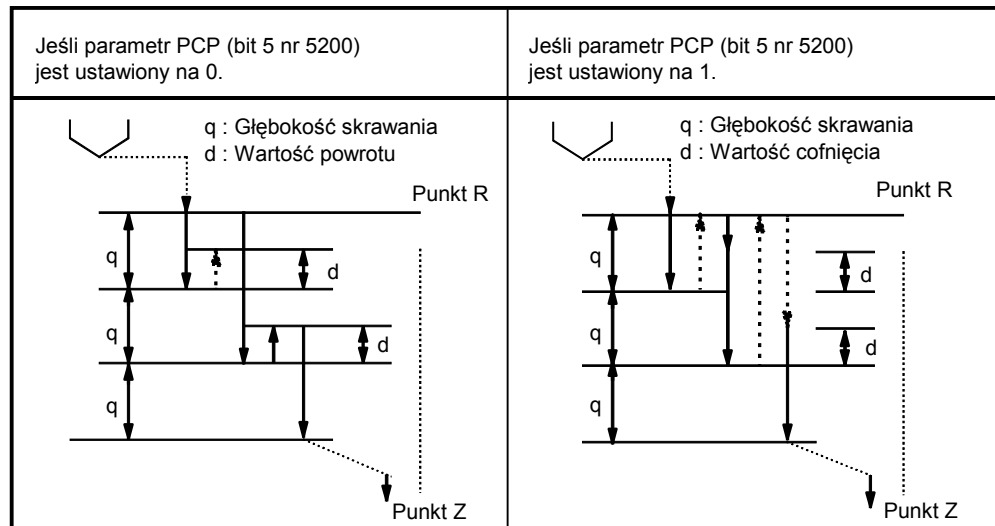 Jeśli parametr PCP (bit 5 nr 5200)
jest ustawiony na 0.
q : Głębokość skrawania
d : Wartość powrotu
Punkt R
q
d
q
d
q
Punkt Z
Jeśli parametr PCP (bit 5 nr 5200)
jest ustawiony na 1.
q : Głębokość skrawania
d : Wartość cofnięcia
Punkt R
q
d
q
d
q
Punkt Z